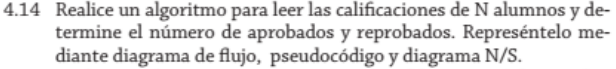 4.14 Realice un algoritmo para leer las calificaciones de N alumnos y de-
termine el número de aprobados y reprobados. Represéntelo me-
diante diagrama de flujo, pseudocódigo y diagrama N/S.